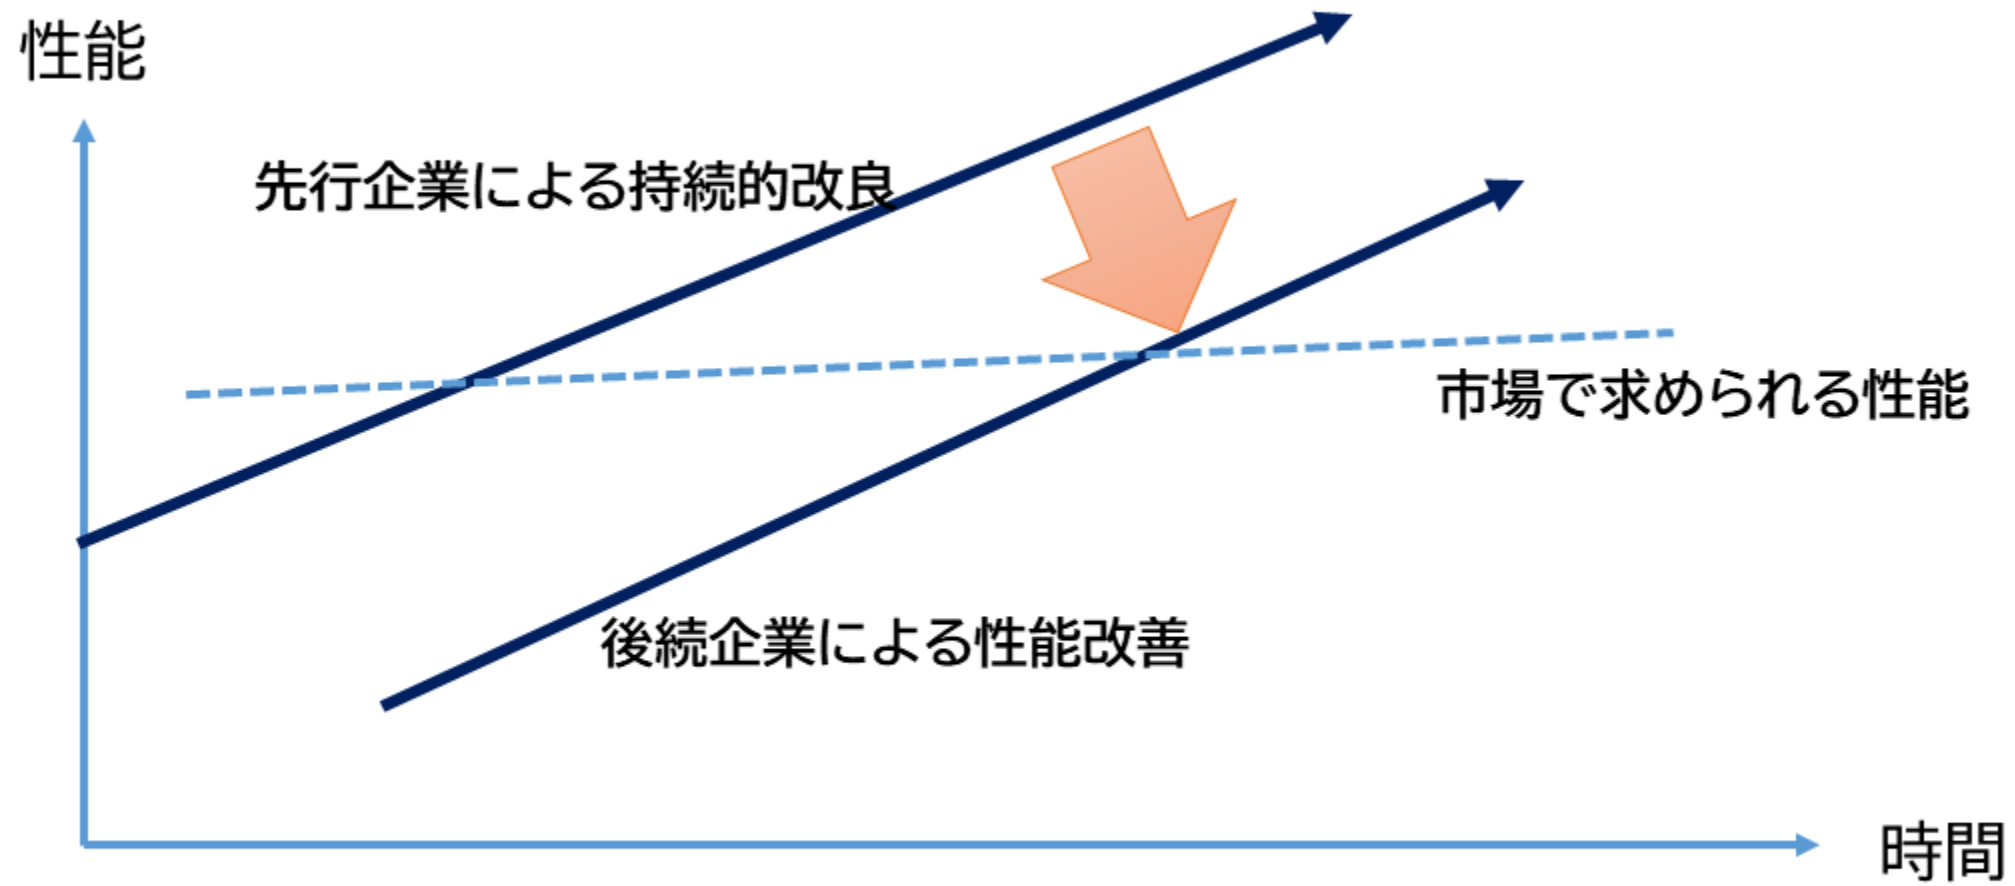 性能
先行企業による持続的改良
市場で求められる性能
後続企業による性能改善
時間